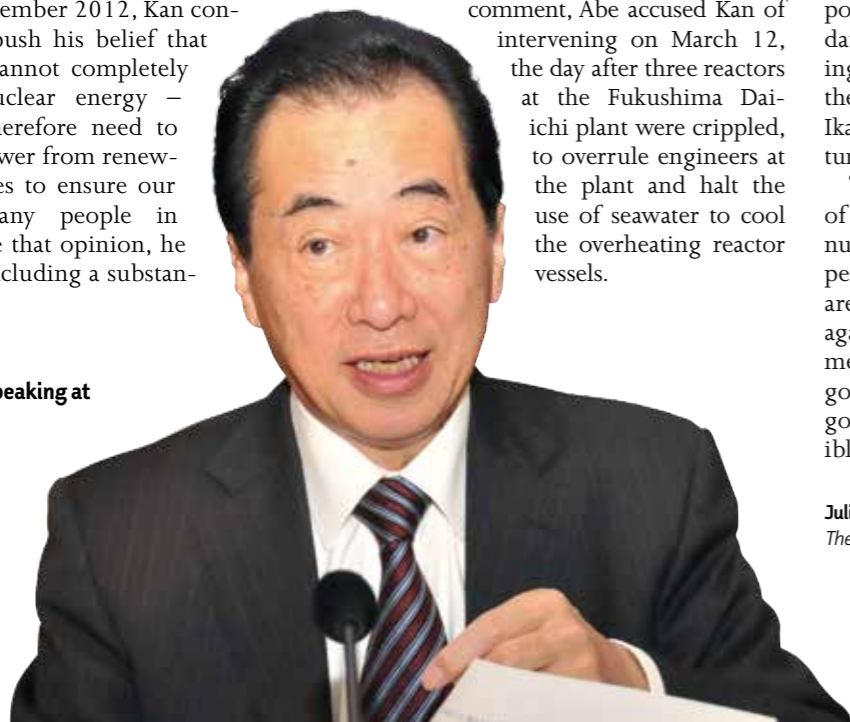 ember 2012, Kan con-
push his belief that
annot completely
uclear energy –
herefore need to
wer from renew-
es to ensure our
any people in
e that opinion, he
cluding a substan-
peaking at
comment, Abe accused Kan of
intervening on March 12,
the day after three reactors
at the Fukushima Dai-
ichi plant were crippled,
to overrule engineers at
the plant and halt the
use of seawater to cool
the overheating reactor
vessels.
po
dat
ing
the
Ika
tur
of
nu
pe
are
aga
me
go
go
ibl
Juli
The